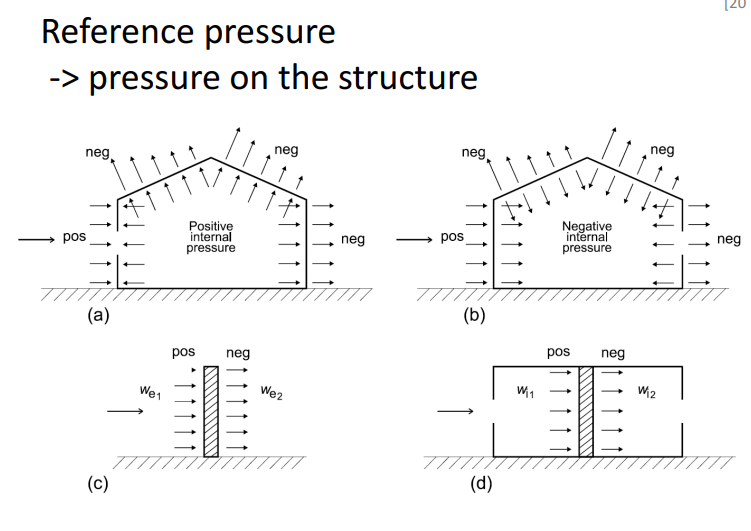 [20
Reference pressure
-> pressure on the structure
neg
neg
pos
Positive
internal
pressure
neg
(a)
neg
neg
pos
Negative
internal
pressure
neg
(b)
pos
neg
We1
We2
(c)
pos
neg
Wi1
Wi2
(d)